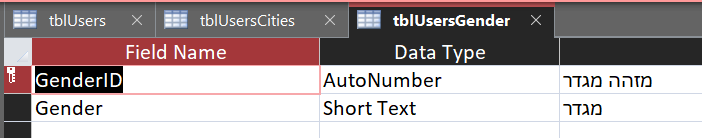 tblUsers tblUsersCities tblUsersGender
Field Name Data Type
GenderID AutoNumber מזהה מגדר
Gender Short Text מגדר